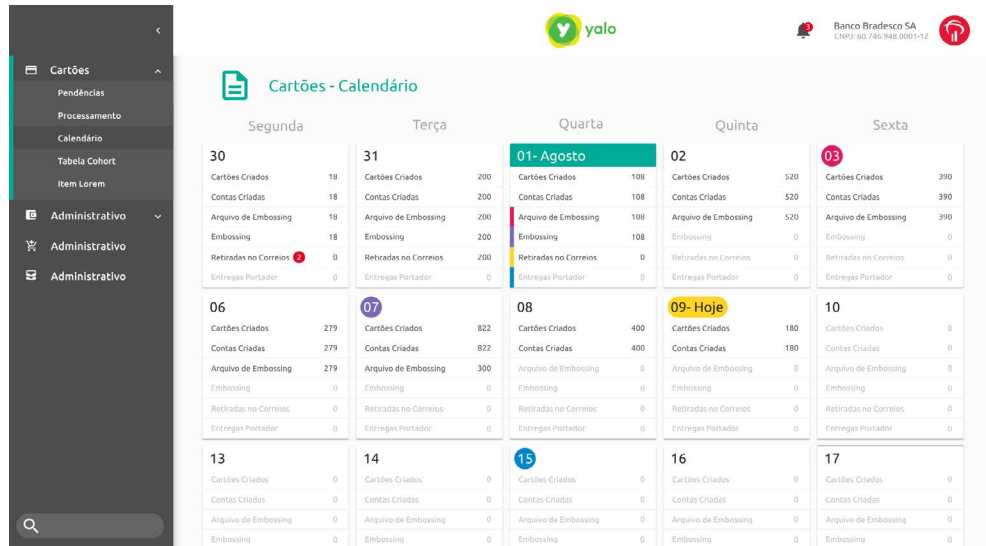 yalo
3
Banco Bradesco SA
CNPJ: 60.746.948.0001-12
Cartões
Pendências
Processamento
Calendário
Tabela Cohort
Item Lorem
Administrativo
Administrativo
Administrativo
Cartões - Calendário
Segunda Terça Quarta Quinta Sexta
30 31 01- Agosto 02 03
Cartões Criados 18 Cartões Criados 200 Cartões Criados 108 Cartões Criados 520 Cartões Criados 390
Contas Criadas 18 Contas Criadas 200 Contas Criadas 108 Contas Criadas 520 Contas Criadas 390
Arquivo de Embossing 18 Arquivo de Embossing 200 Arquivo de Embossing 108 Arquivo de Embossing 520 Arquivo de Embossing 390
Embossing 18 Embossing 200 Embossing 108 Embossing 0 Embossing 0
Retiradas no Correios 2 0 Retiradas no Correios 200 Retiradas no Correios 0 Retiradas no Correios 0 Retiradas no Correios 0
Entregas Portador 0 Entregas Portador 0 Entregas Portador 0 Entregas Portador 0 Entregas Portador 0
06 07 08 09- Hoje 10
Cartões Criados 279 Cartões Criados 822 Cartões Criados 400 Cartões Criados 180 Cartões Criados 0
Contas Criadas 279 Contas Criadas 822 Contas Criadas 400 Contas Criadas 180 Contas Criadas 0
Arquivo de Embossing 279 Arquivo de Embossing 300 Arquivo de Embossing 0 Arquivo de Embossing 0 Arquivo de Embossing 0
Embossing 0 Embossing 0 Embossing 0 Embossing 0 Embossing 0
Retiradas no Correios 0 Retiradas no Correios 0 Retiradas no Correios 0 Retiradas no Correios 0 Retiradas no Correios 0
Entregas Portador 0 Entregas Portador 0 Entregas Portador 0 Entregas Portador 0 Entregas Portador 0
13 14 15 16 17
Cartões Criados 0 Cartões Criados 0 Cartões Criados 0 Cartões Criados 0 Cartões Criados 0
Contas Criadas 0 Contas Criadas 0 Contas Criadas 0 Contas Criadas 0 Contas Criadas 0
Arquivo de Embossing 0 Arquivo de Embossing 0 Arquivo de Embossing 0 Arquivo de Embossing 0 Arquivo de Embossing 0
Embossing 0 Embossing 0 Embossing 0 Embossing 0 Embossing 0